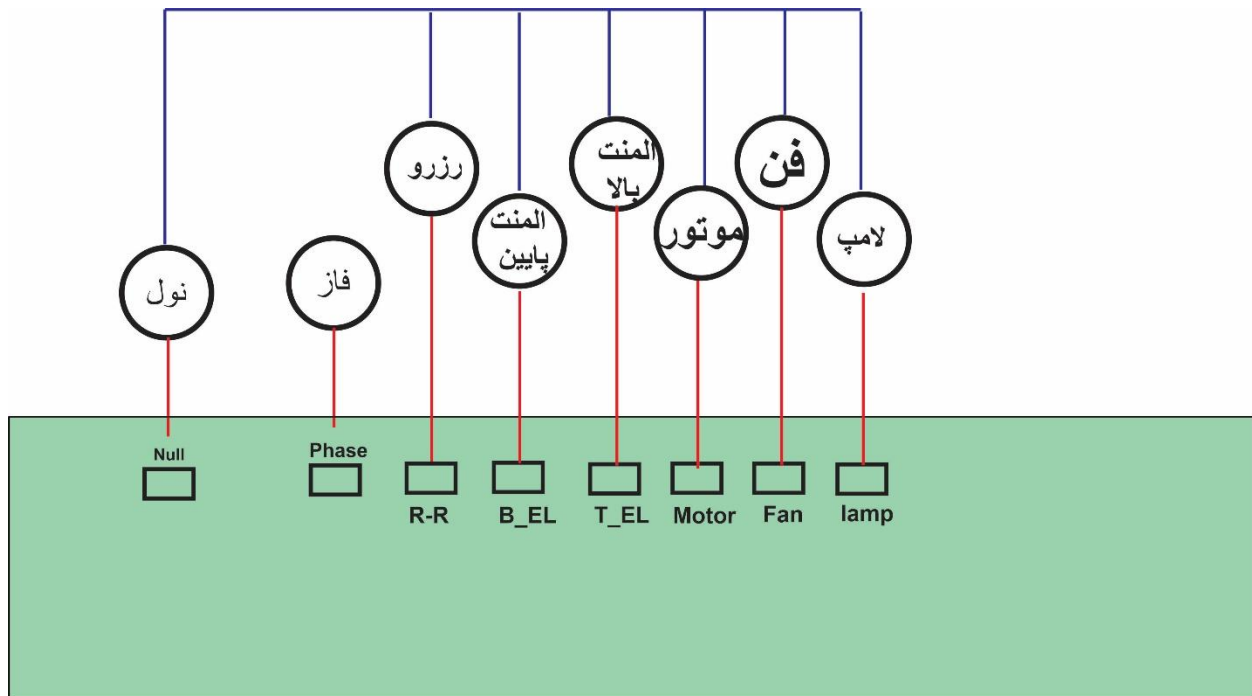 نول
فاز
رزرو
المنت
پایین
المنت
بالا
موتور
فن
لامپ
Null
Phase
R-R
B_EL
T_EL
Motor
Fan
lamp